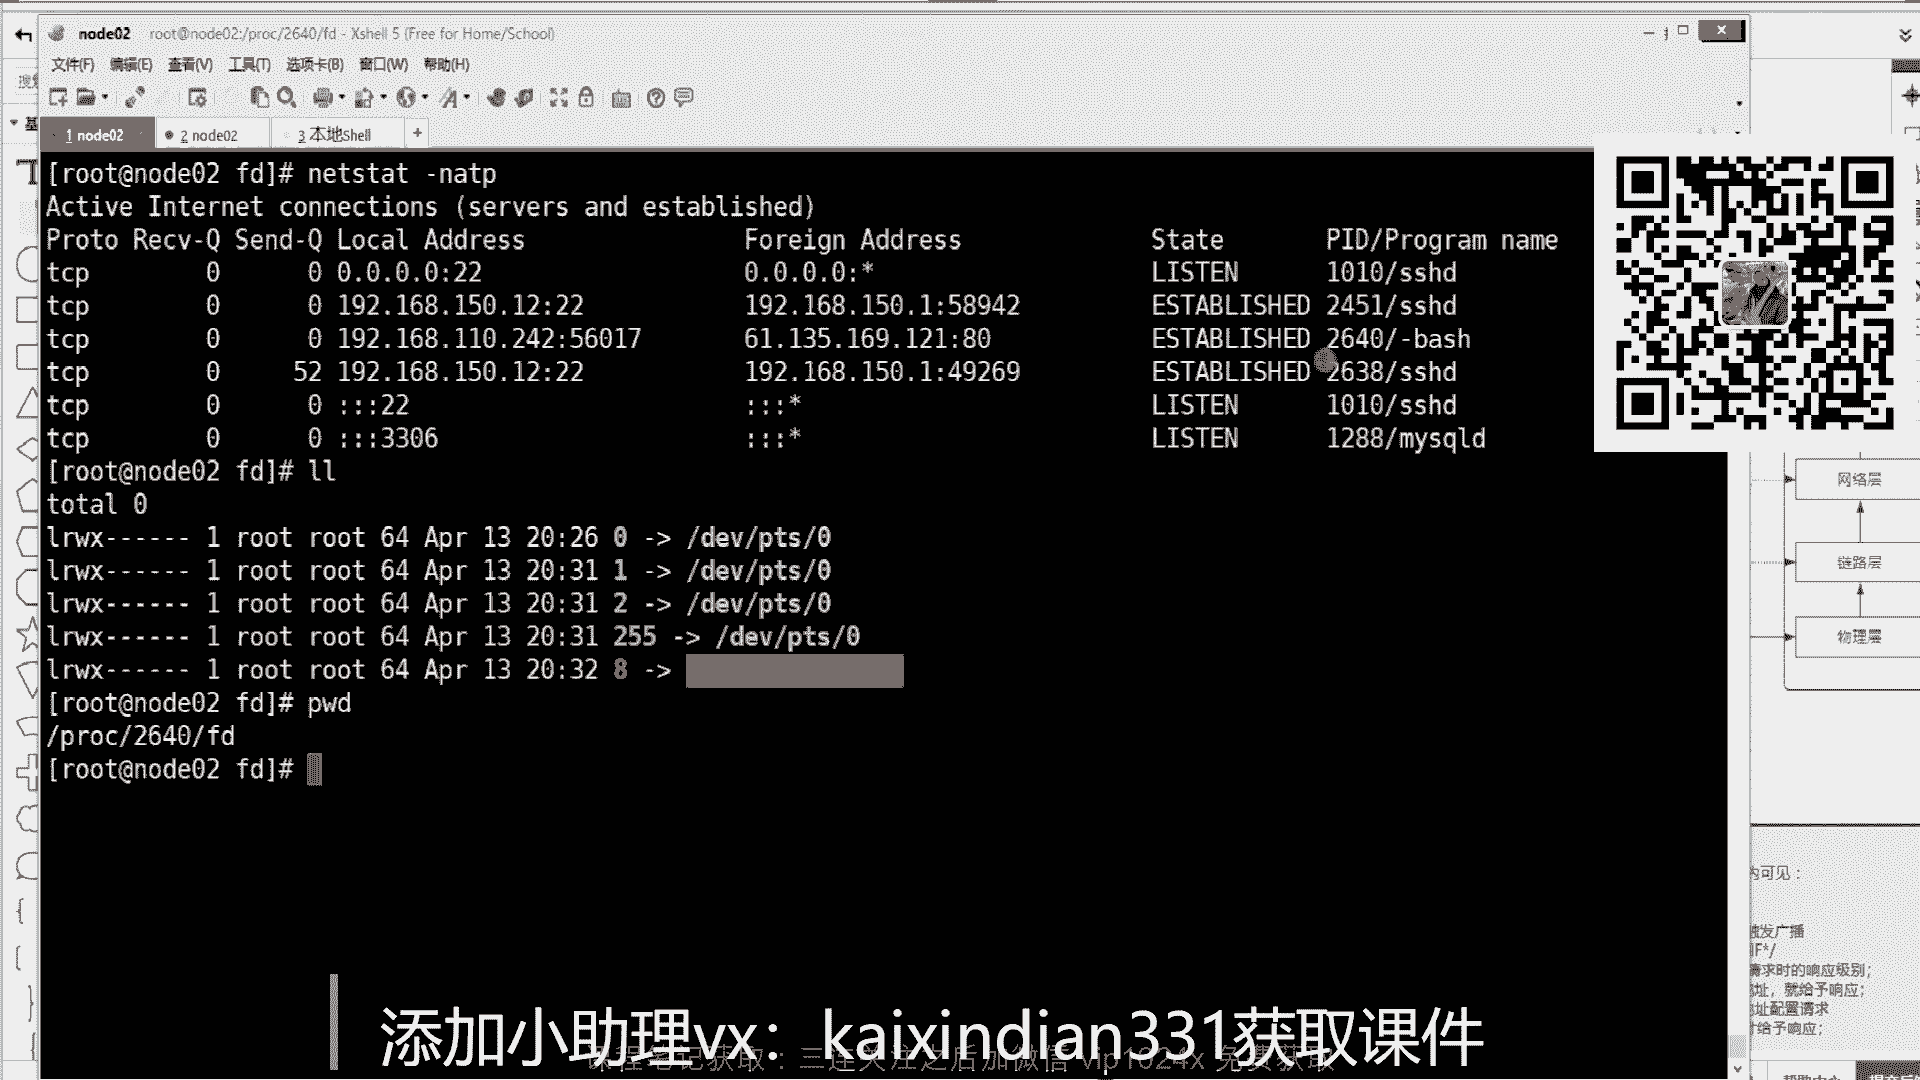 node02 root@node02:/proc/2640/fd - Xshell 5 (Free for Home/School)
文件(F) 编辑(E) 查看(V) 工具(T) 选项卡(B) 窗口(W) 帮助(H)
1 node02 2 node02 3 本地Shell +
[root@node02 fd]# netstat -natp
Active Internet connections (servers and established)
Proto Recv-Q Send-Q Local Address Foreign Address State PID/Program name
tcp 0 0 0.0.0.0:22 0.0.0.0:* LISTEN 1010/sshd
tcp 0 0 192.168.150.12:22 192.168.150.1:58942 ESTABLISHED 2451/sshd
tcp 0 0 192.168.110.242:56017 61.135.169.121:80 ESTABLISHED 2640/-bash
tcp 0 52 192.168.150.12:22 192.168.150.1:49269 ESTABLISHED 2638/sshd
tcp 0 0 :::22 :::* LISTEN 1010/sshd
tcp 0 0 :::3306 :::* LISTEN 1288/mysqld
[root@node02 fd]# ll
total 0
lrwx------ 1 root root 64 Apr 13 20:26 0 -> /dev/pts/0
lrwx------ 1 root root 64 Apr 13 20:31 1 -> /dev/pts/0
lrwx------ 1 root root 64 Apr 13 20:31 2 -> /dev/pts/0
lrwx------ 1 root root 64 Apr 13 20:31 255 -> /dev/pts/0
lrwx------ 1 root root 64 Apr 13 20:32 8 ->
[root@node02 fd]# pwd
/proc/2640/fd
[root@node02 fd]#
网络层
链路层
物理层
内可见：
触发广播
请求时的响应级别；
址，就给予响应；
址配置请求
给予响应；
添加小助理vx：kaixindian331获取课件
课程笔记获取：三连关注之后加微信 vip1024x 免费获取